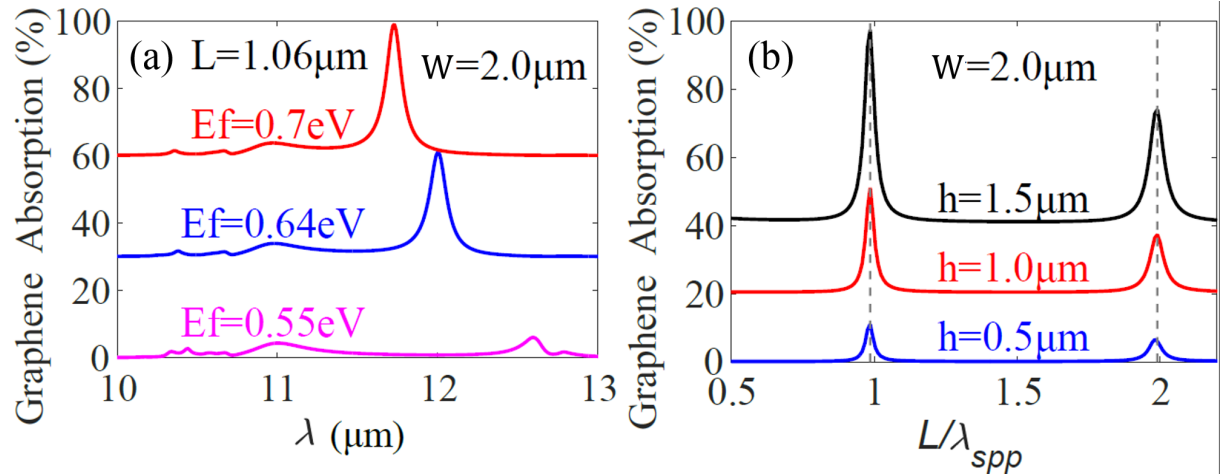 Graphene Absorption (%)
100
80
60
40
20
0
(a)
L=1.06μm
w=2.0μm
Ef=0.7eV
Ef=0.64eV
Ef=0.55eV
10 11 12 13
λ (μm)
Graphene Absorption (%)
100
80
60
40
20
0
(b)
w=2.0μm
h=1.5μm
h=1.0μm
h=0.5μm
0.5 1 1.5 2
L/λspp